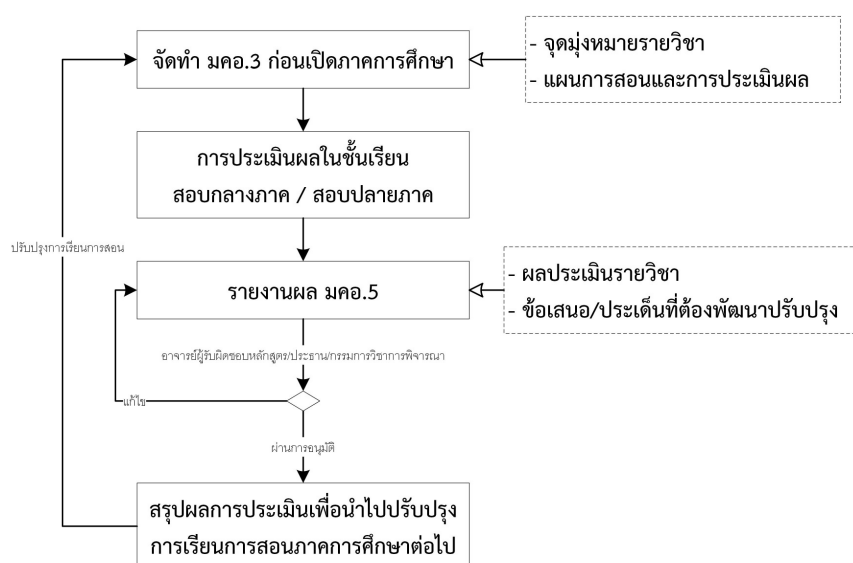 จัดทำ มคอ.3 ก่อนเปิดภาคการศึกษา
- จุดมุ่งหมายรายวิชา
- แผนการสอนและการประเมินผล
การประเมินผลในชั้นเรียน
สอบกลางภาค / สอบปลายภาค
ปรับปรุงการเรียนการสอน
รายงานผล มคอ.5
- ผลประเมินรายวิชา
- ข้อเสนอ/ประเด็นที่ต้องพัฒนาปรับปรุง
อาจารย์ผู้รับผิดชอบหลักสูตร/ประธาน/กรรมการวิชาการพิจารณา
แก้ไข
ผ่านการอนุมัติ
สรุปผลการประเมินเพื่อนำไปปรับปรุง
การเรียนการสอนภาคการศึกษาต่อไป